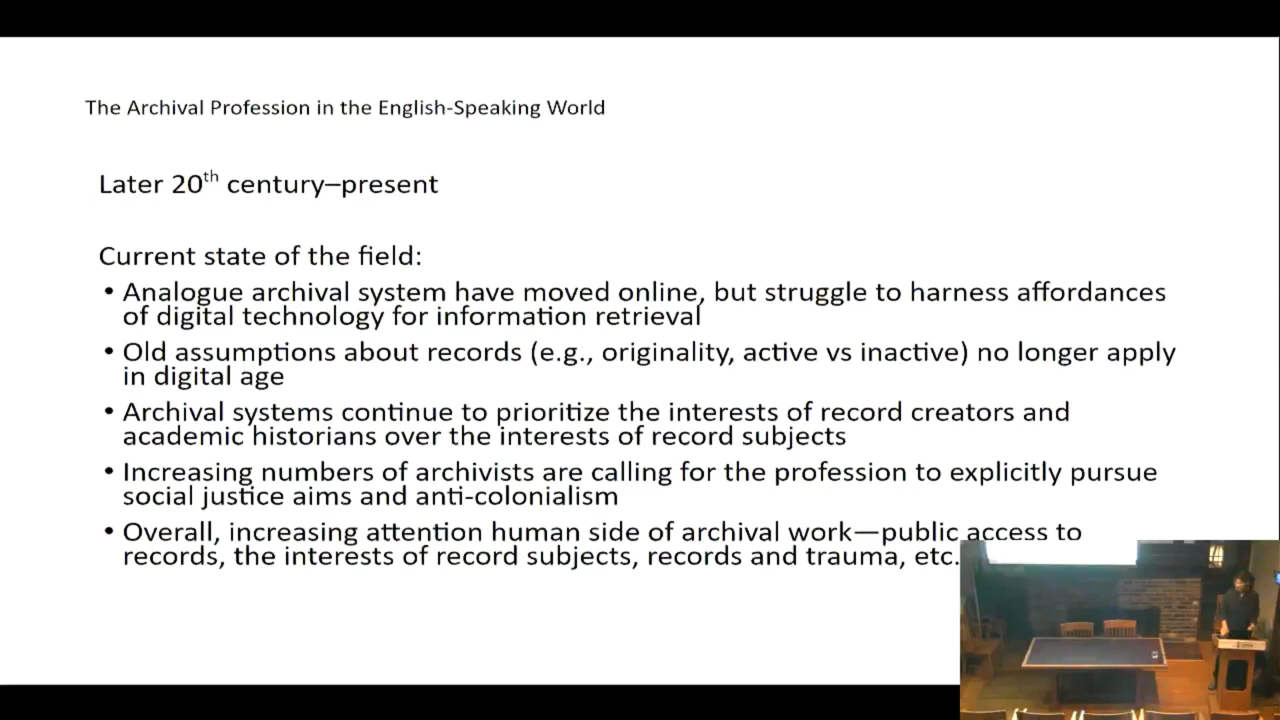 The Archival Profession in the English-Speaking World
Later 20th century–present
Current state of the field:
• Analogue archival system have moved online, but struggle to harness affordances
of digital technology for information retrieval
• Old assumptions about records (e.g., originality, active vs inactive) no longer apply
in digital age
• Archival systems continue to prioritize the interests of record creators and
academic historians over the interests of record subjects
• Increasing numbers of archivists are calling for the profession to explicitly pursue
social justice aims and anti-colonialism
• Overall, increasing attention human side of archival work—public access to
records, the interests of record subjects, records and trauma, etc.